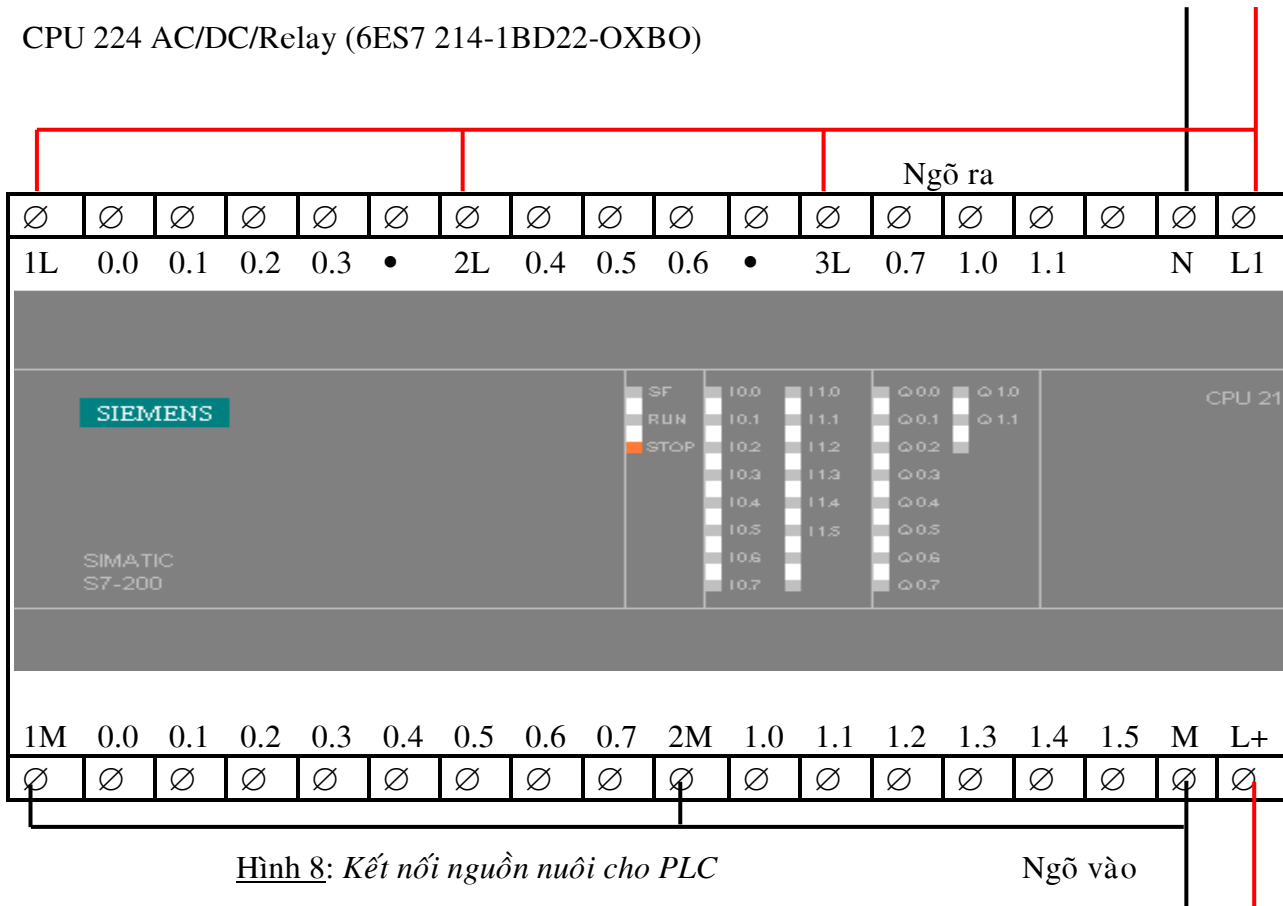 CPU 224 AC/DC/Relay (6ES7 214-1BD22-OXBO)
Ngõ ra
1L 0.0 0.1 0.2 0.3 • 2L 0.4 0.5 0.6 • 3L 0.7 1.0 1.1 N L1
SIEMENS
SF I0.0 I1.0 Q0.0 Q1.0 CPU 21
RUN I0.1 I1.1 Q0.1 Q1.1
STOP I0.2 I1.2 Q0.2
I0.3 I1.3 Q0.3
I0.4 I1.4 Q0.4
I0.5 I1.5 Q0.5
SIMATIC I0.6 Q0.6
S7-200 I0.7 Q0.7
1M 0.0 0.1 0.2 0.3 0.4 0.5 0.6 0.7 2M 1.0 1.1 1.2 1.3 1.4 1.5 M L+
Hình 8: Kết nối nguồn nuôi cho PLC Ngõ vào